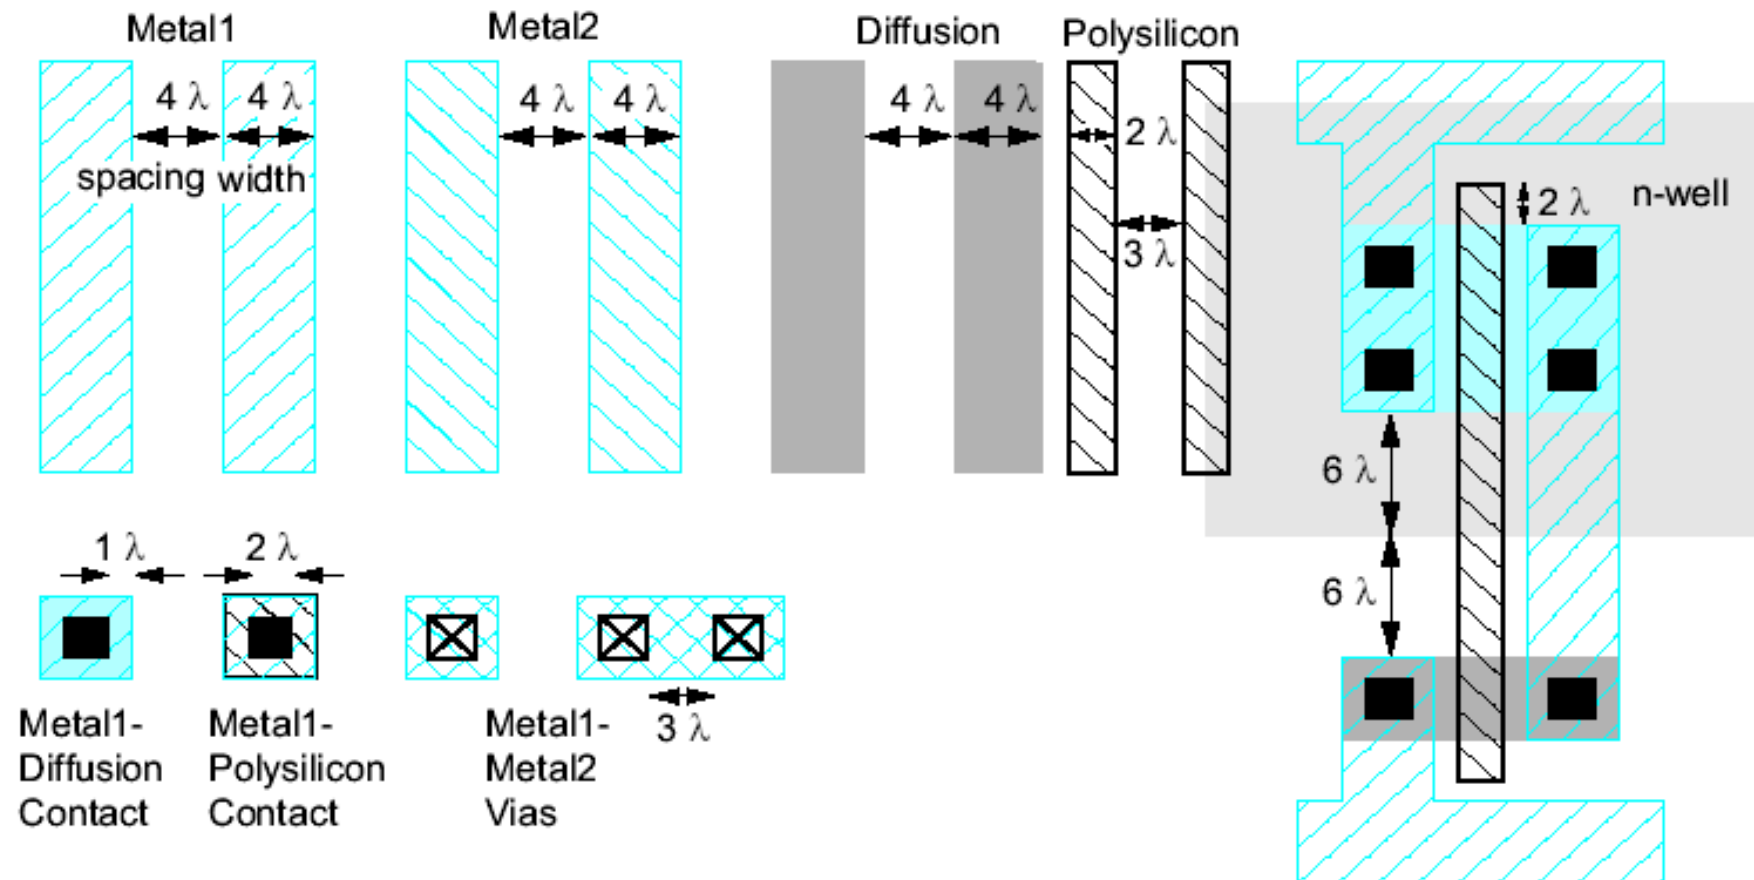 Metal1
Metal2
Diffusion
Polysilicon
4 λ
4 λ
4 λ
4 λ
4 λ
4 λ
2 λ
spacing
width
3 λ
2 λ
n-well
6 λ
6 λ
1 λ
2 λ
3 λ
Metal1-
Diffusion
Contact
Metal1-
Polysilicon
Contact
Metal1-
Metal2
Vias